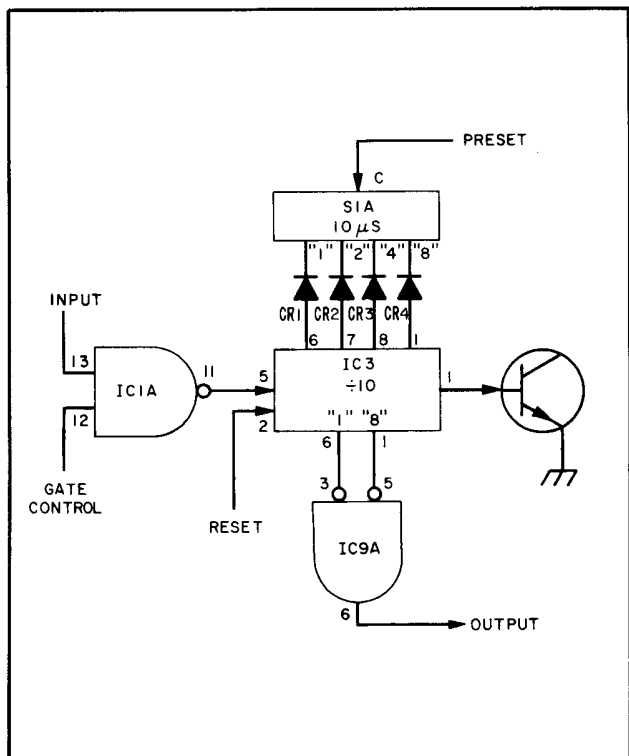 PRESET
C
S1A
10 µS
"1" "2" "4" "8"
CR1 CR2 CR3 CR4
INPUT
6 7 8 1
13
11
IC3
÷10
IC1A
5
1
12
2
"1" "8"
6 1
GATE
CONTROL
RESET
3 5
IC9A
6
OUTPUT